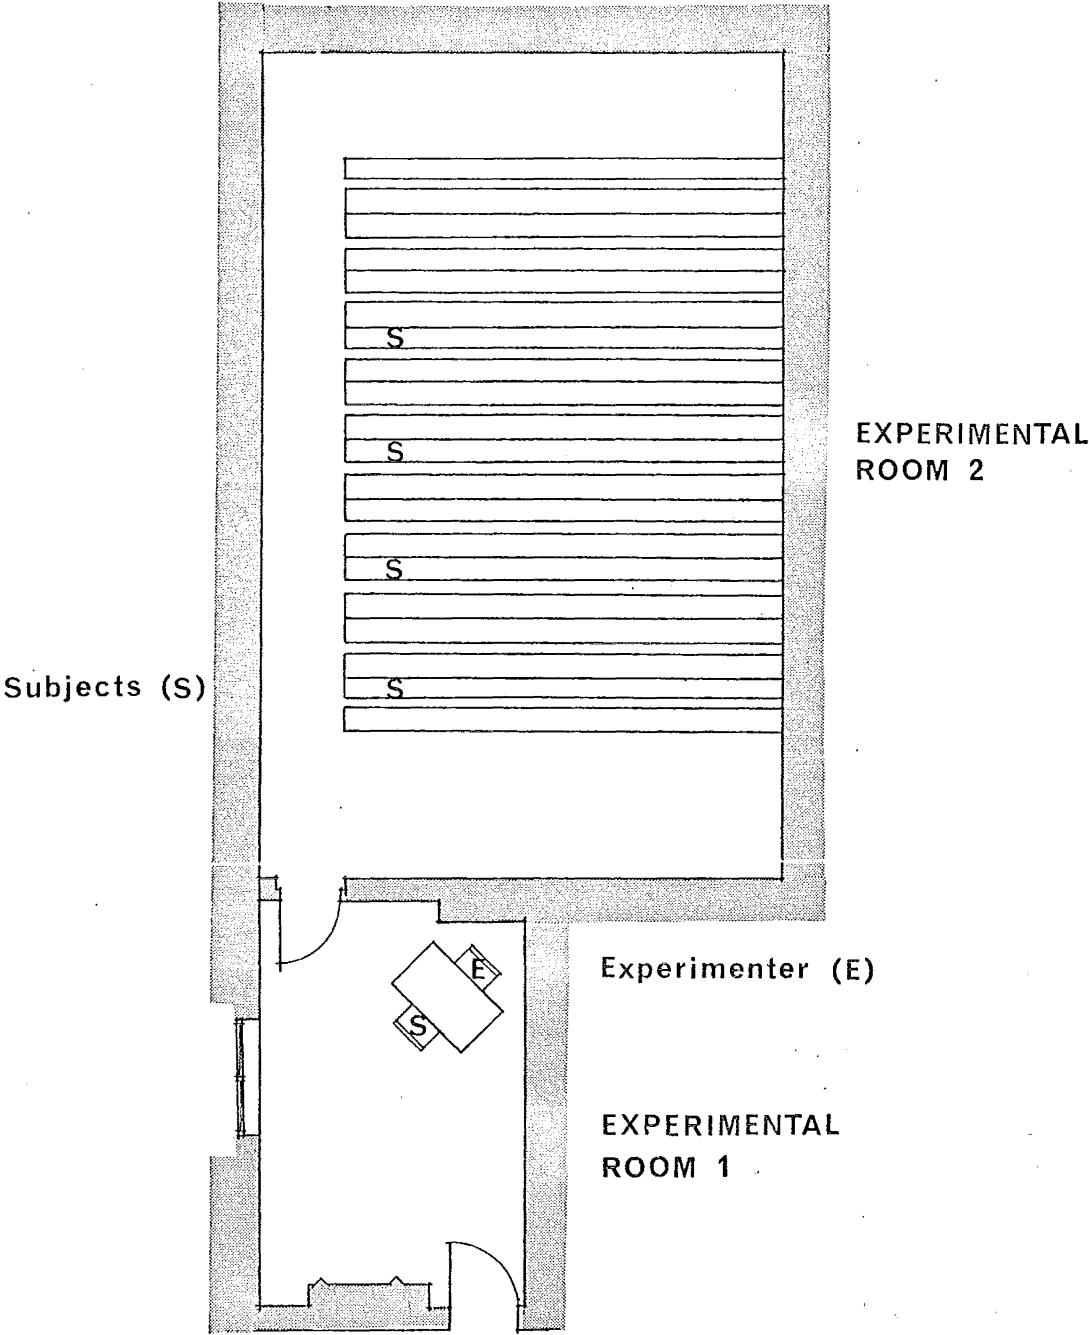 S
S
EXPERIMENTAL
ROOM 2
S
Subjects (S)
S
E
Experimenter (E)
S
EXPERIMENTAL
ROOM 1